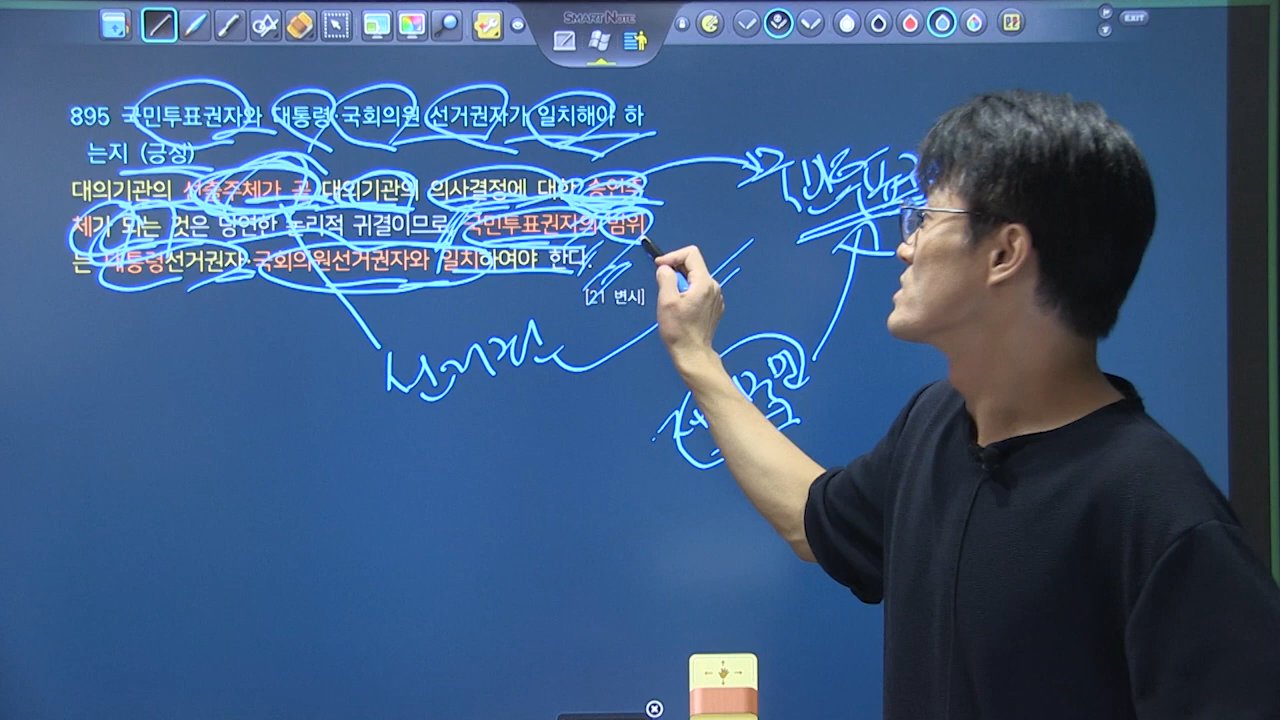 SMART NOTE
EXIT
895 국민투표권자와 대통령·국회의원 선거권자가 일치해야 하
는지 (긍정)
대의기관의 선출주체가 곧 대의기관의 의사결정에 대한 승인주
체가 되는 것은 당연한 논리적 귀결이므로, 국민투표권자의 범위
는 대통령선거권자·국회의원선거권자와 일치하여야 한다.
[21 변시]
국민투표
선거권